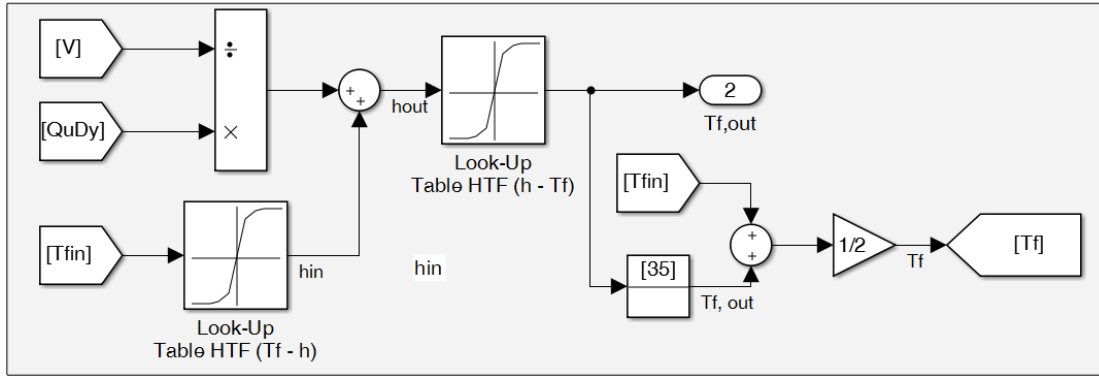 [V]
÷
[QuDy]
×
+
+
hout
Look-Up
Table HTF (h - Tf)
2
Tf,out
[Tfin]
hin
Look-Up
Table HTF (Tf - h)
hin
[Tfin]
+
+
[35]
Tf, out
1/2
Tf
[Tf]